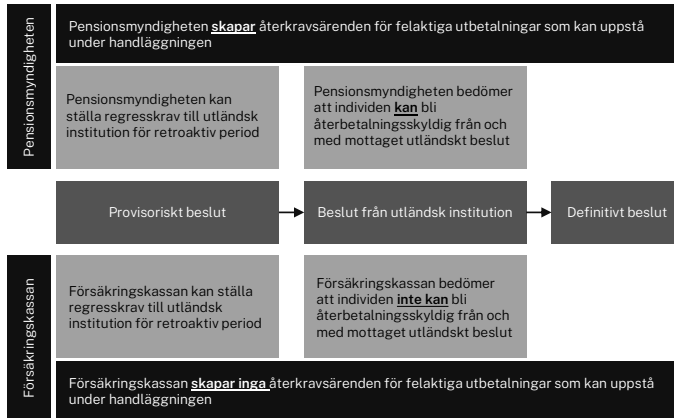 Pensionsmyndigheten
Pensionsmyndigheten skapar återkravsärenden för felaktiga utbetalningar som kan uppstå
under handläggningen
Pensionsmyndigheten kan
ställa regresskrav till utländsk
institution för retroaktiv period
Pensionsmyndigheten bedömer
att individen kan bli
återbetalningsskyldig från och
med mottaget utländskt beslut
Provisoriskt beslut
Beslut från utländsk institution
Definitivt beslut
Försäkringskassan
Försäkringskassan kan ställa
regresskrav till utländsk
institution för retroaktiv period
Försäkringskassan bedömer
att individen inte kan bli
återbetalningsskyldig från och
med mottaget utländskt beslut
Försäkringskassan skapar inga återkravsärenden för felaktiga utbetalningar som kan uppstå
under handläggningen